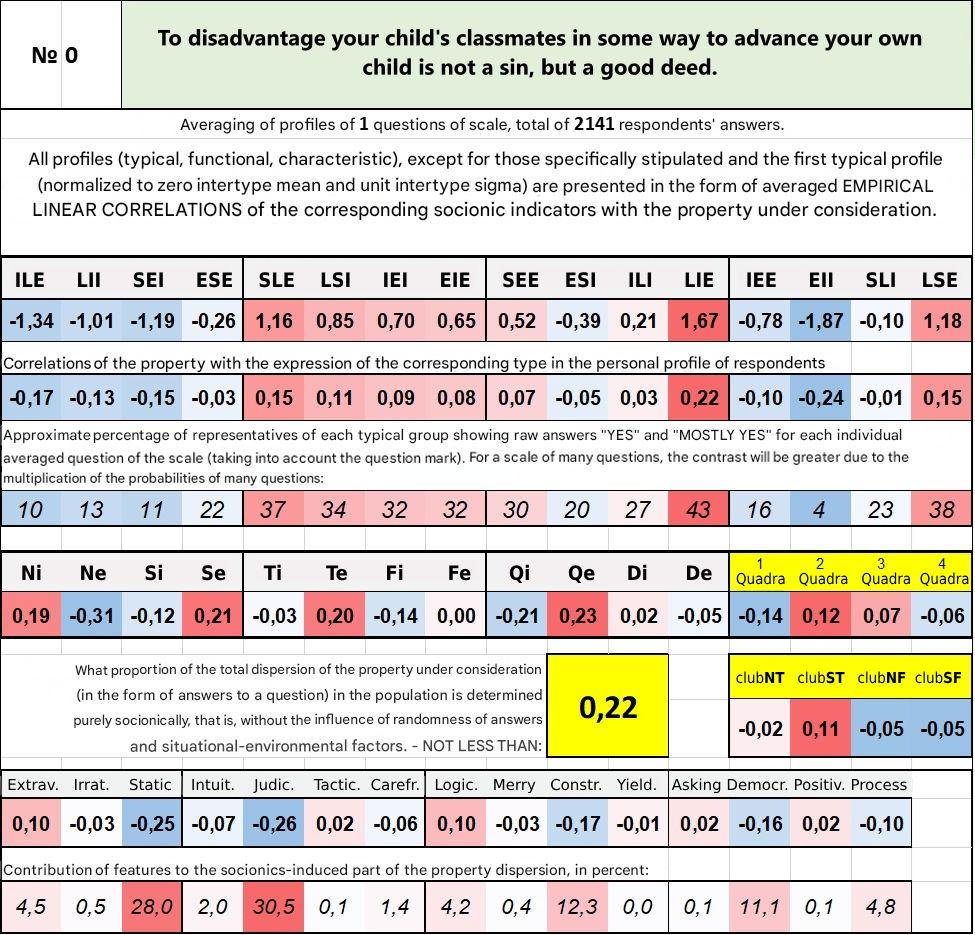 № 0
To disadvantage your child's classmates in some way to advance your own
child is not a sin, but a good deed.
Averaging of profiles of 1 questions of scale, total of 2141 respondents' answers.
All profiles (typical, functional, characteristic), except for those specifically stipulated and the first typical profile
(normalized to zero intertype mean and unit intertype sigma) are presented in the form of averaged EMPIRICAL
LINEAR CORRELATIONS of the corresponding socionic indicators with the property under consideration.
ILE LII SEI ESE SLE LSI IEI EIE SEE ESI ILI LIE IEE EII SLI LSE
-1,34 -1,01 -1,19 -0,26 1,16 0,85 0,70 0,65 0,52 -0,39 0,21 1,67 -0,78 -1,87 -0,10 1,18
Correlations of the property with the expression of the corresponding type in the personal profile of respondents
-0,17 -0,13 -0,15 -0,03 0,15 0,11 0,09 0,08 0,07 -0,05 0,03 0,22 -0,10 -0,24 -0,01 0,15
Approximate percentage of representatives of each typical group showing raw answers "YES" and "MOSTLY YES" for each individual
averaged question of the scale (taking into account the question mark). For a scale of many questions, the contrast will be greater due to the
multiplication of the probabilities of many questions:
10 13 11 22 37 34 32 32 30 20 27 43 16 4 23 38
Ni Ne Si Se Ti Te Fi Fe Qi Qe Di De 1 Quadra 2 Quadra 3 Quadra 4 Quadra
0,19 -0,31 -0,12 0,21 -0,03 0,20 -0,14 0,00 -0,21 0,23 0,02 -0,05 -0,14 0,12 0,07 -0,06
What proportion of the total dispersion of the property under consideration
(in the form of answers to a question) in the population is determined
purely socionically, that is, without the influence of randomness of answers
and situational-environmental factors. - NOT LESS THAN:
0,22
clubNT clubST clubNF clubSF
-0,02 0,11 -0,05 -0,05
Extrav. Irrat. Static Intuit. Judic. Tactic. Carefr. Logic. Merry Constr. Yield. Asking Democr. Positiv. Process
0,10 -0,03 -0,25 -0,07 -0,26 0,02 -0,06 0,10 -0,03 -0,17 -0,01 0,02 -0,16 0,02 -0,10
Contribution of features to the socionics-induced part of the property dispersion, in percent:
4,5 0,5 28,0 2,0 30,5 0,1 1,4 4,2 0,4 12,3 0,0 0,1 11,1 0,1 4,8